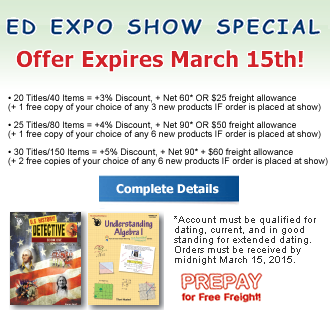 ED EXPO SHOW SPECIAL
Offer Expires March 15th!
• 20 Titles/40 Items = +3% Discount, + Net 60* OR $25 freight allowance
(+ 1 free copy of your choice of any 3 new products IF order is placed at show)
• 25 Titles/80 Items = +4% Discount, + Net 90* OR $50 freight allowance
(+ 1 free copy of your choice of any 6 new products IF order is placed at show)
• 30 Titles/150 Items = +5% Discount, + Net 90* + $60 freight allowance
(+ 2 free copies of your choice of any 6 new products IF order is placed at show)
Complete Details
U.S. HISTORY
DETECTIVE
Understanding
Algebra I
*Account must be qualified for
dating, current, and in good
standing for extended dating.
Orders must be received by
midnight March 15, 2015.
PREPAY
for Free Freight!